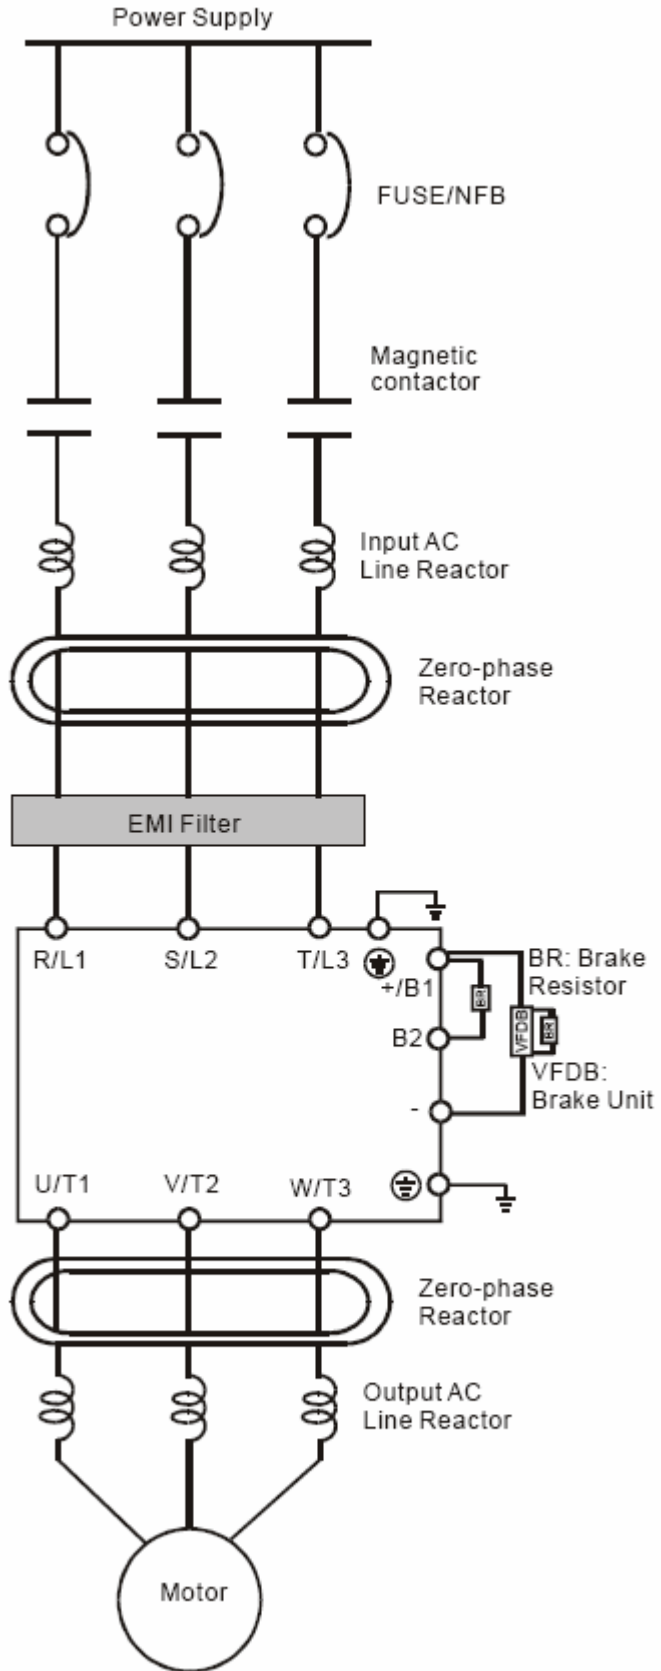 Power Supply
FUSE/NFB
Magnetic
contactor
Input AC
Line Reactor
Zero-phase
Reactor
EMI Filter
R/L1
S/L2
T/L3
+/B1
BR
BR: Brake
Resistor
B2
VFDB
BR
VFDB:
Brake Unit
-
U/T1
V/T2
W/T3
Zero-phase
Reactor
Output AC
Line Reactor
Motor